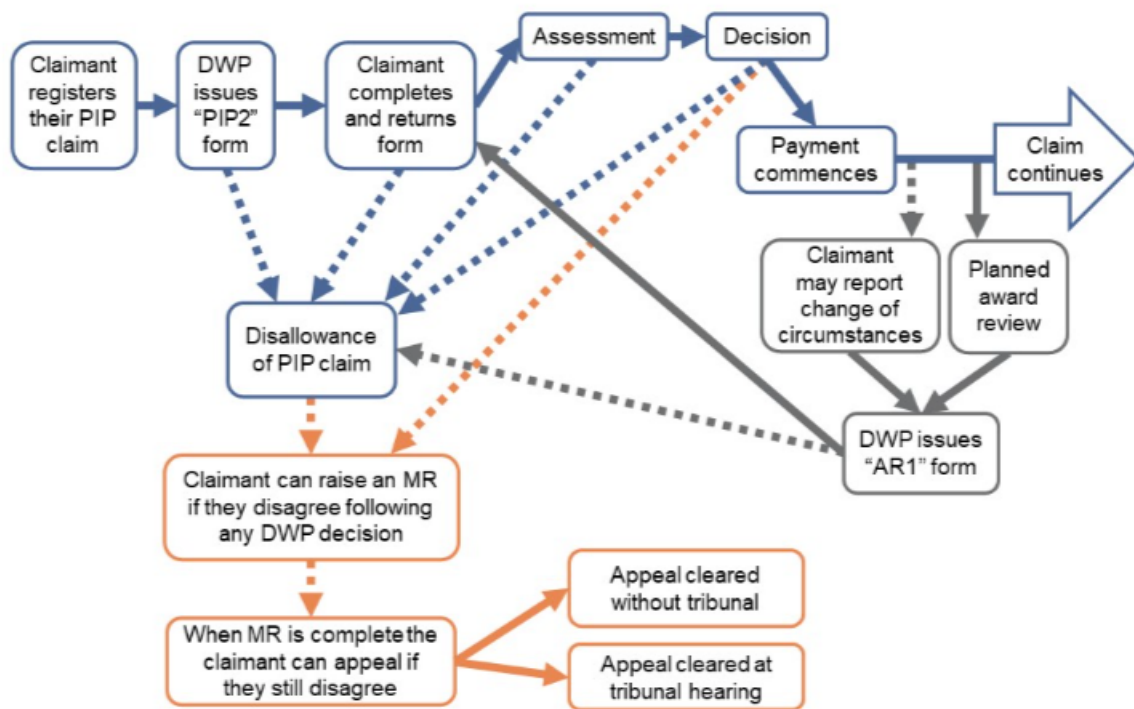 Claimant
registers
their PIP
claim
DWP
issues
“PIP2”
form
Claimant
completes
and returns
form
Assessment
Decision
Payment
commences
Claim
continues
Claimant
may report
change of
circumstances
Planned
award
review
Disallowance
of PIP claim
DWP issues
“AR1” form
Claimant can raise an MR
if they disagree following
any DWP decision
When MR is complete the
claimant can appeal if
they still disagree
Appeal cleared
without tribunal
Appeal cleared at
tribunal hearing